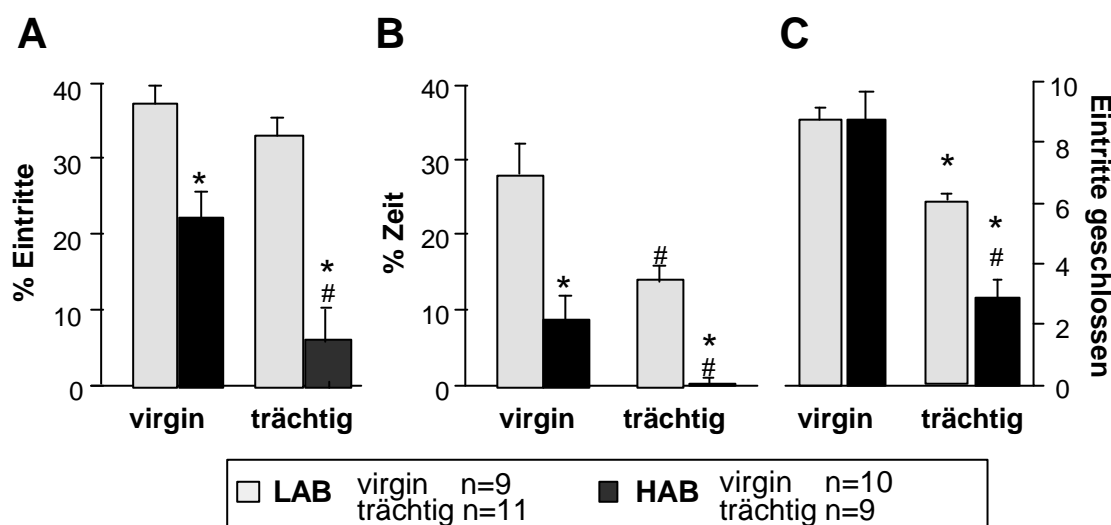 A
% Eintritte
40
30
20
10
0
*
*
#
virgin trächtig
B
% Zeit
40
30
20
10
0
*
#
*
#
virgin trächtig
C
10
8
6
4
2
0
Eintritte geschlossen
*
*
#
virgin trächtig
LAB virgin n=9
trächtig n=11
HAB virgin n=10
trächtig n=9